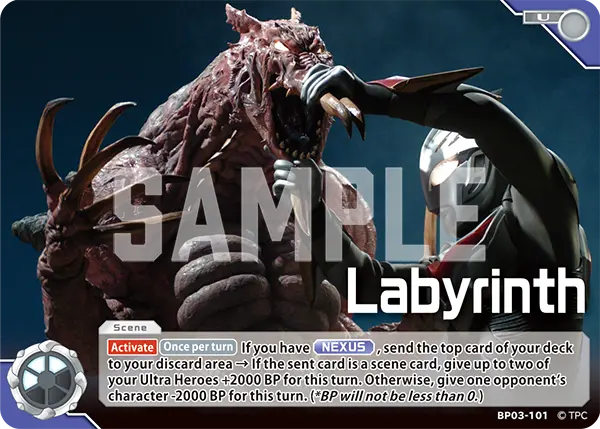 U
SAMPLE
Labyrinth
Scene
Activate Once per turn If you have NEXUS , send the top card of your deck
to your discard area → If the sent card is a scene card, give up to two of
your Ultra Heroes +2000 BP for this turn. Otherwise, give one opponent's
character -2000 BP for this turn. (*BP will not be less than 0.)
BP03-101 © TPC